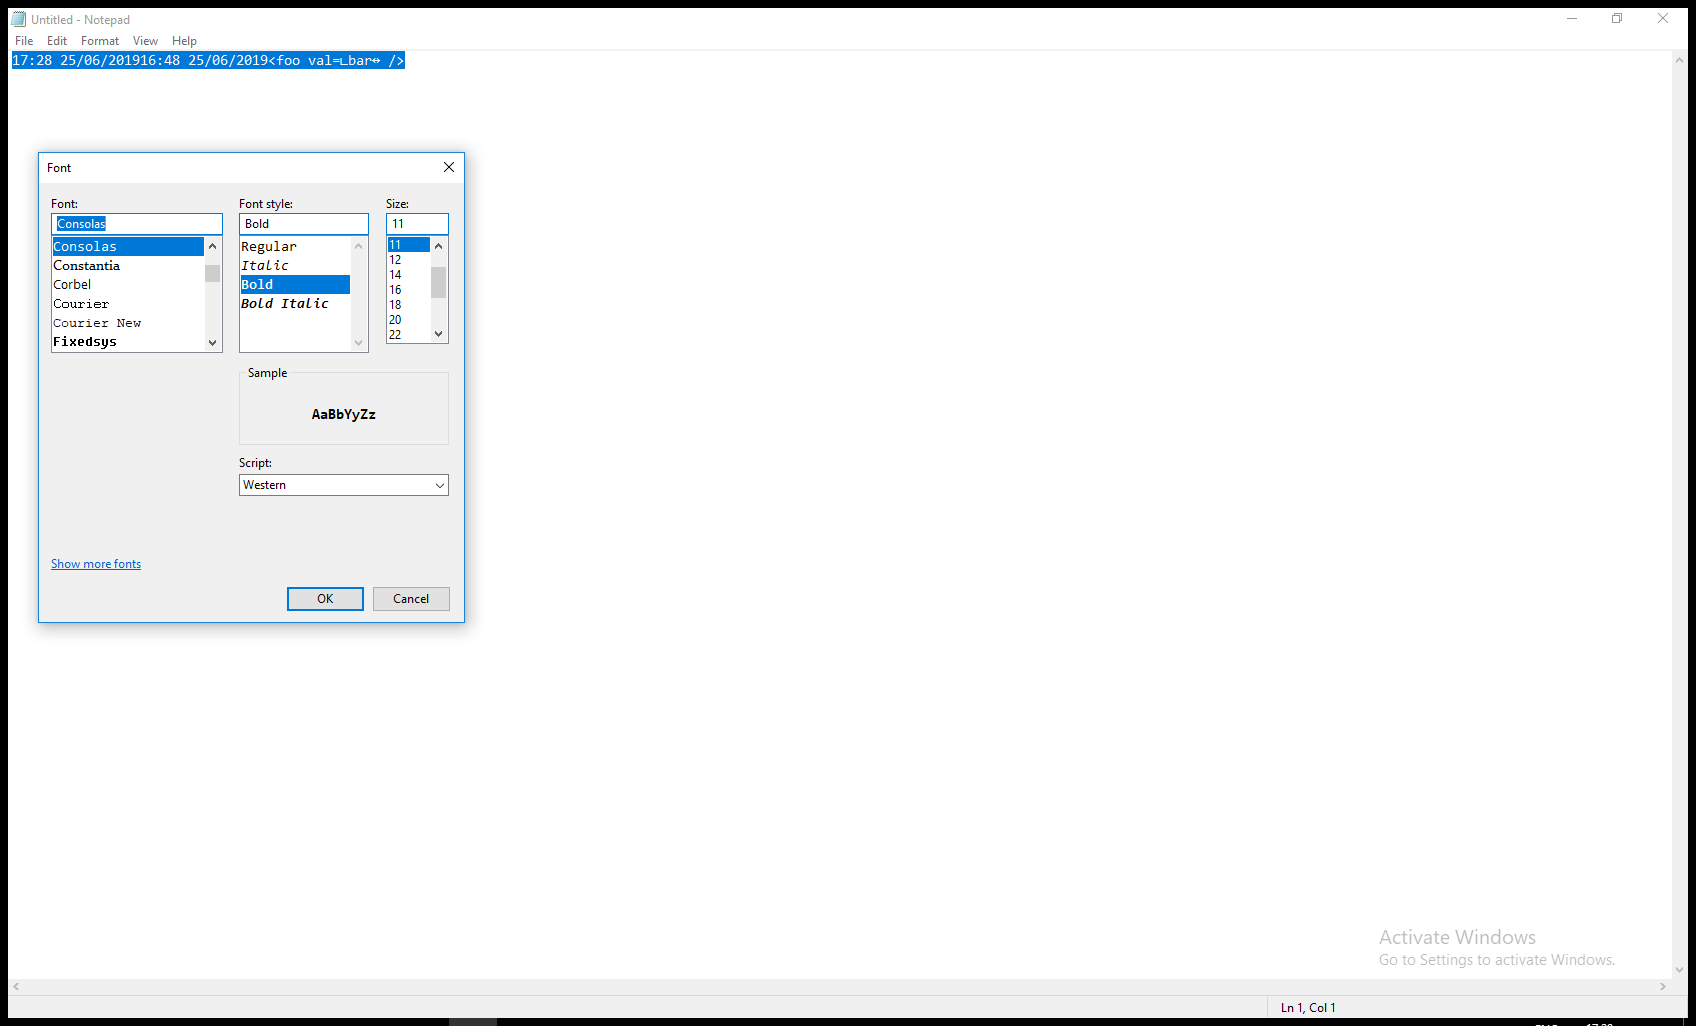 Untitled - Notepad
File Edit Format View Help
17:28 25/06/201916:48 25/06/2019<foo val=∟bar↔ />
Font
Font: Font style: Size:
Consolas Bold 11
Consolas
Constantia
Corbel
Courier
Courier New
Fixedsys
Regular
Italic
Bold
Bold Italic
11
12
14
16
18
20
22
Sample
AaBbYyZz
Script:
Western
Show more fonts
OK Cancel
Activate Windows
Go to Settings to activate Windows.
Ln 1, Col 1